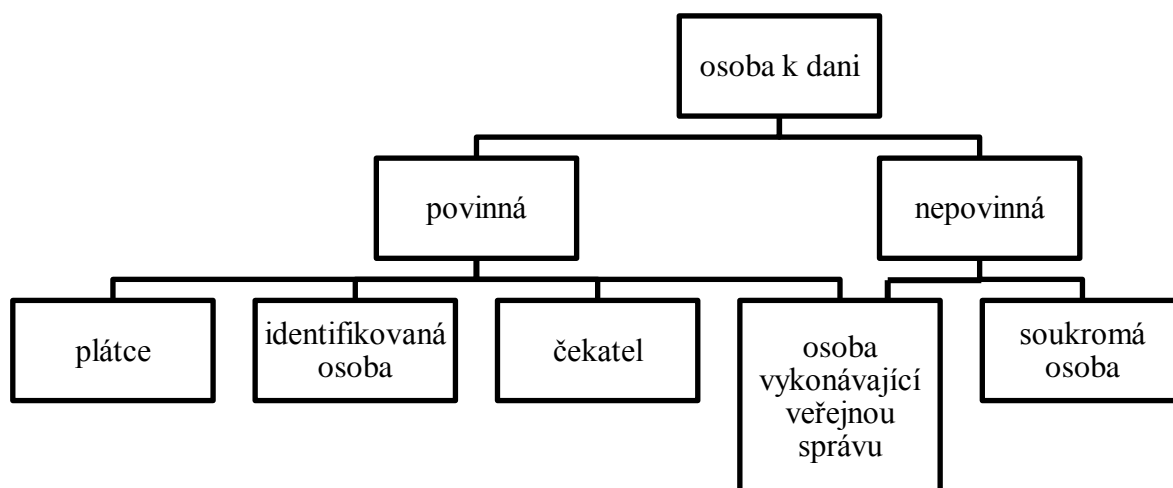 osoba k dani
povinná
nepovinná
plátce
identifikovaná
osoba
čekatel
osoba
vykonávající
veřejnou
správu
soukromá
osoba